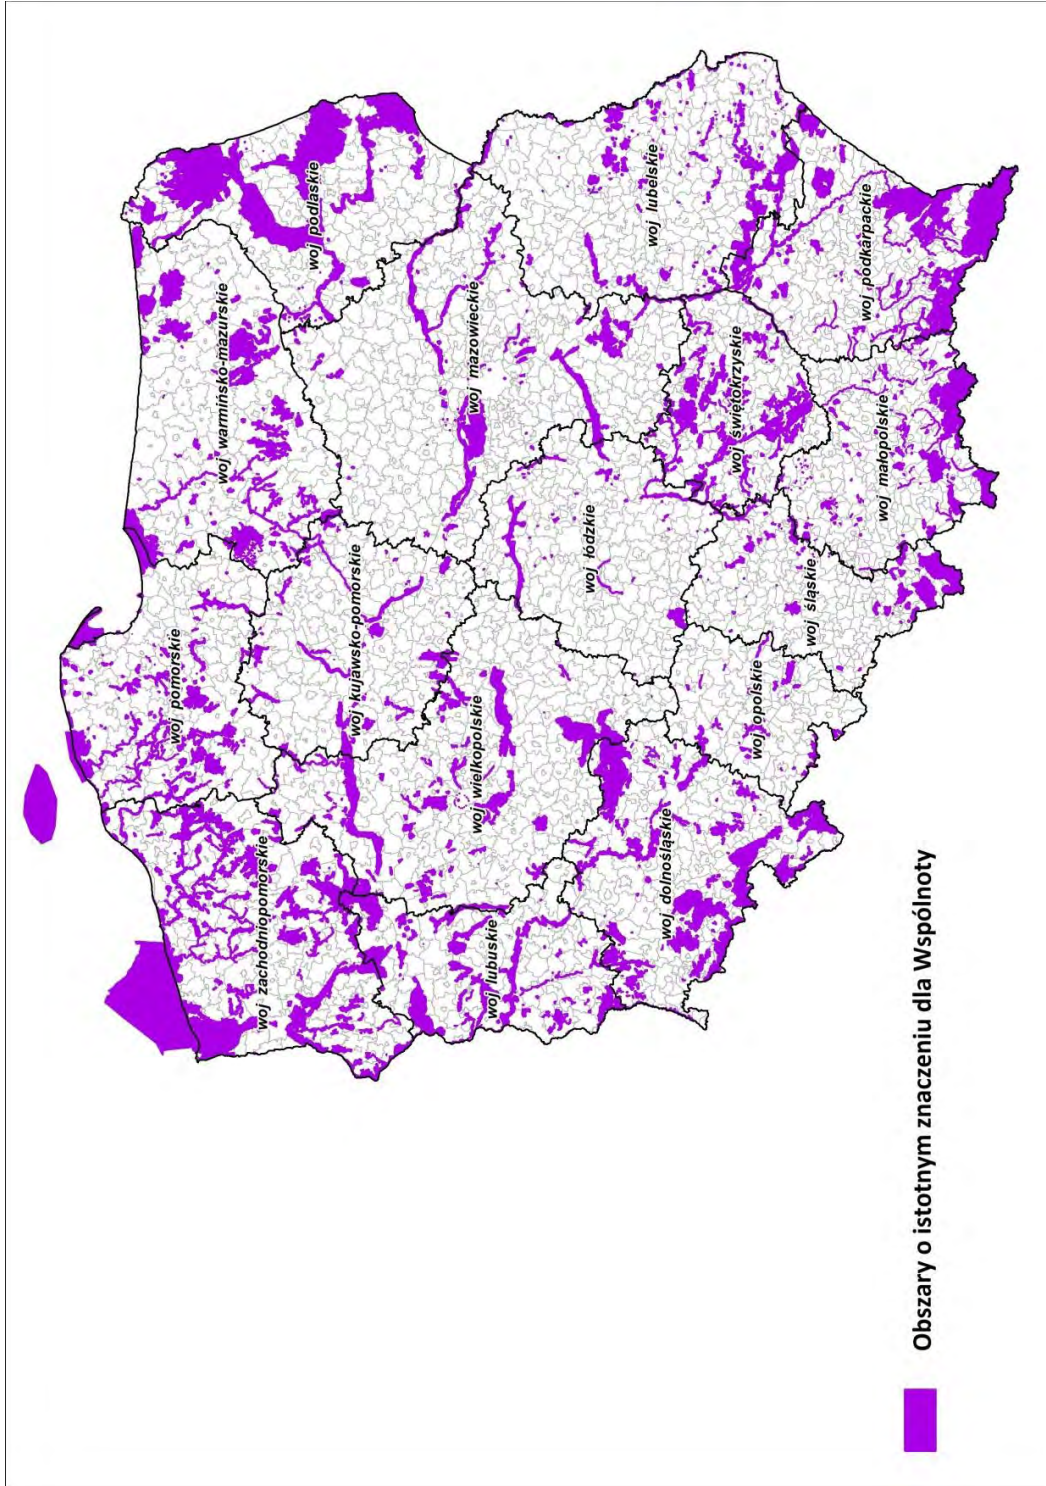 woj pomorskie
woj warmińsko-mazurskie
woj podlaskie
woj zachodniopomorskie
woj kujawsko-pomorskie
woj mazowieckie
woj wielkopolskie
woj lubuskie
woj łódzkie
woj lubelskie
woj dolnośląskie
woj opolskie
woj śląskie
woj świętokrzyskie
woj małopolskie
woj podkarpackie
Obszary o istotnym znaczeniu dla Wspólnoty